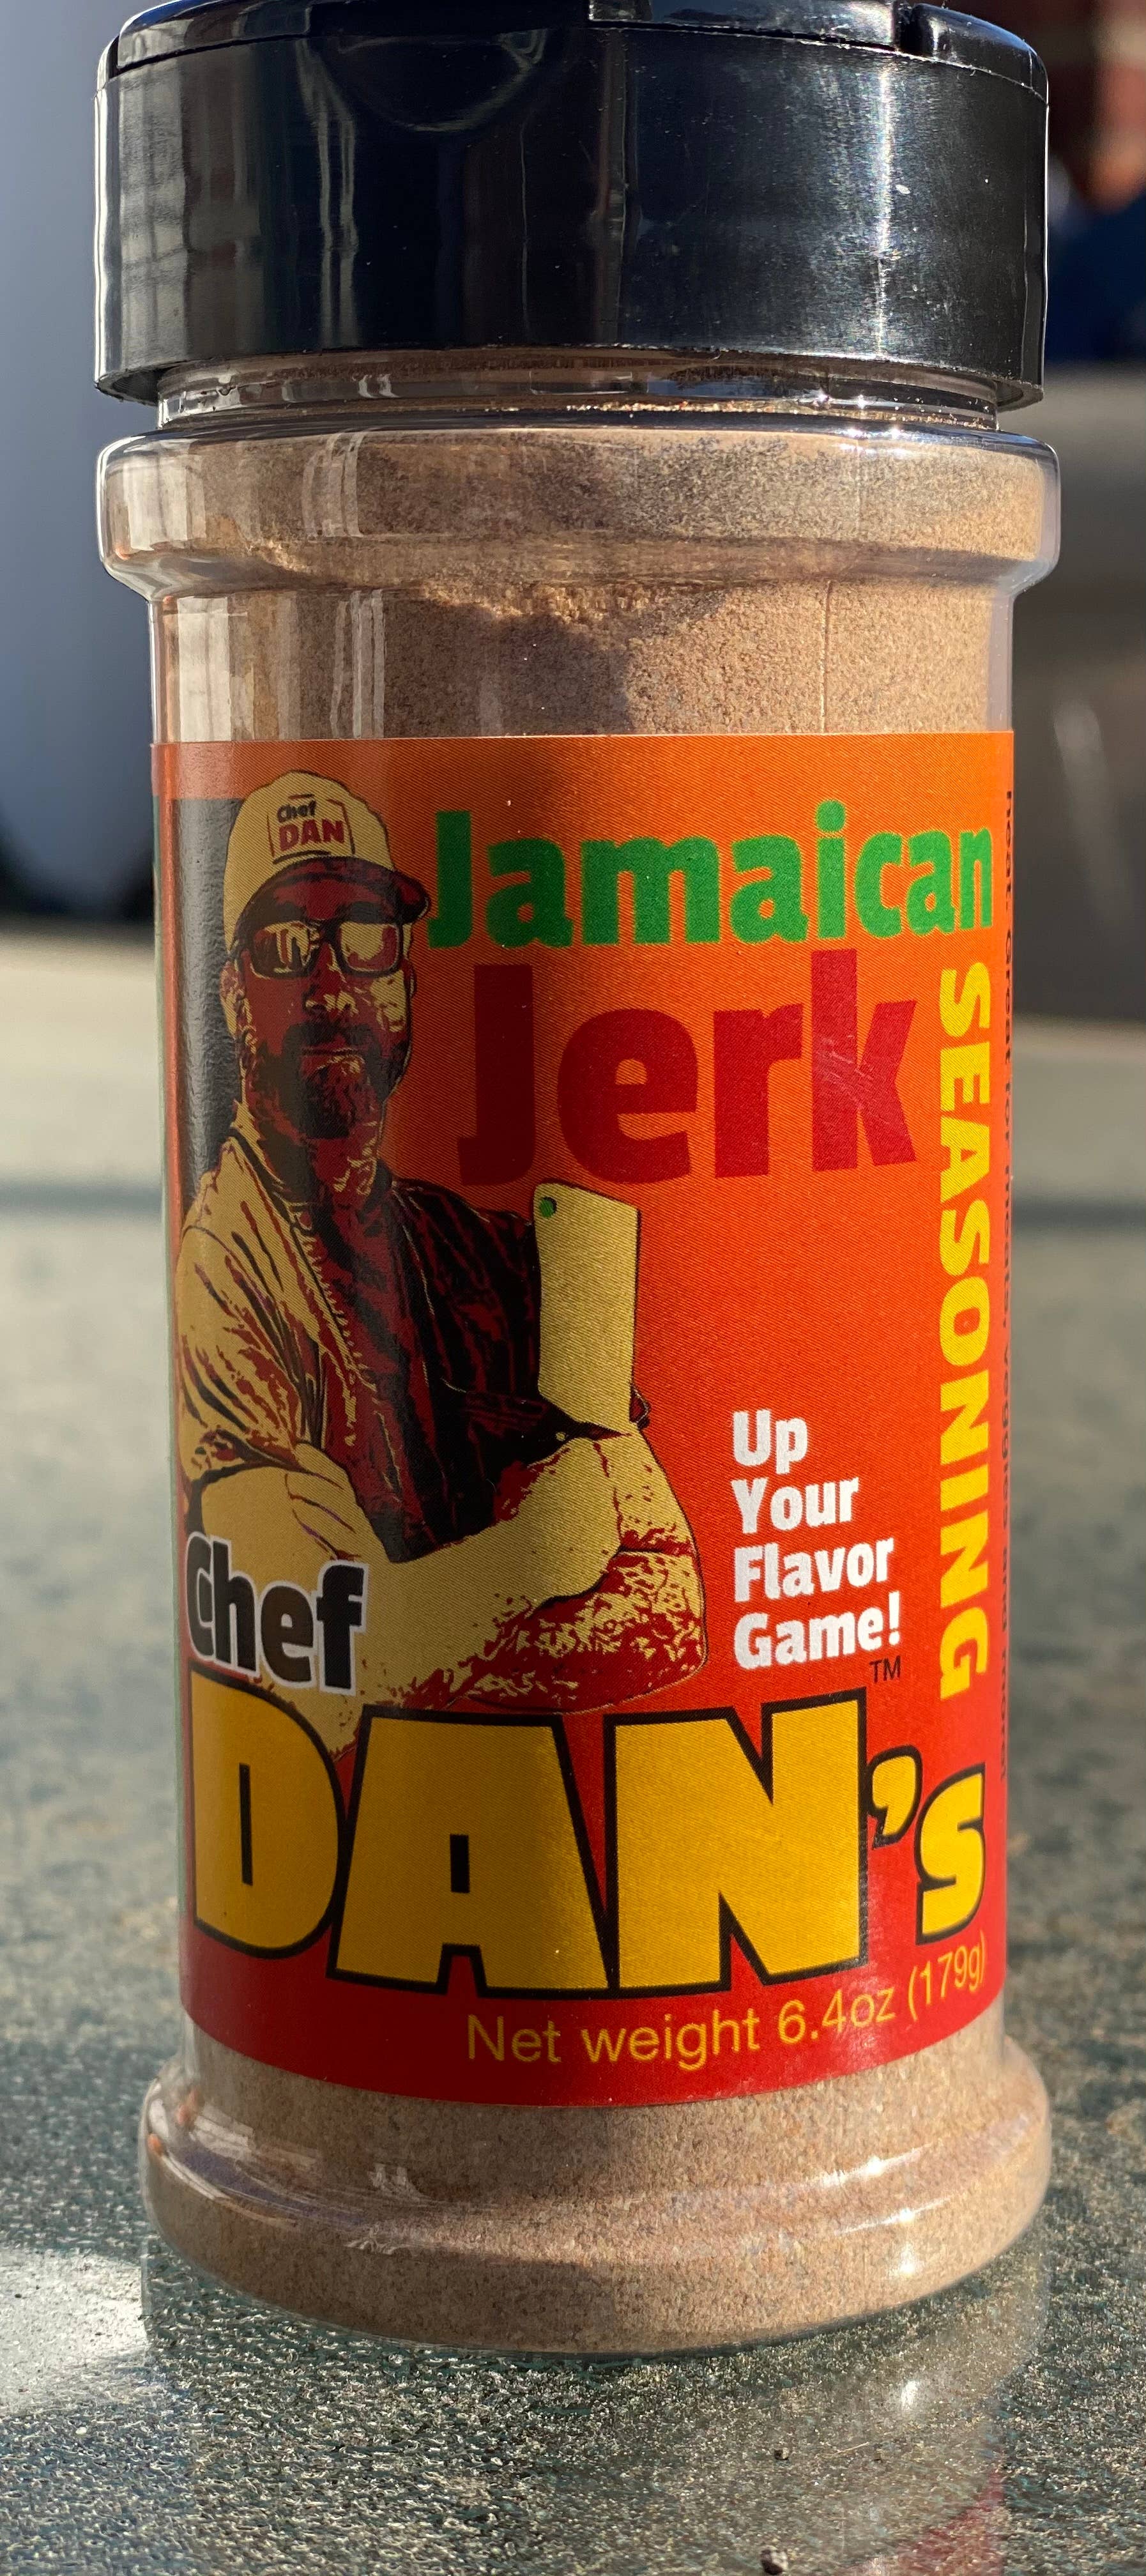 Chef
DAN
Jamaican
Jerk
SEASONING
Up
Your
Flavor
Game!
TM
Chef
DAN's
Net weight 6.4oz (179g)